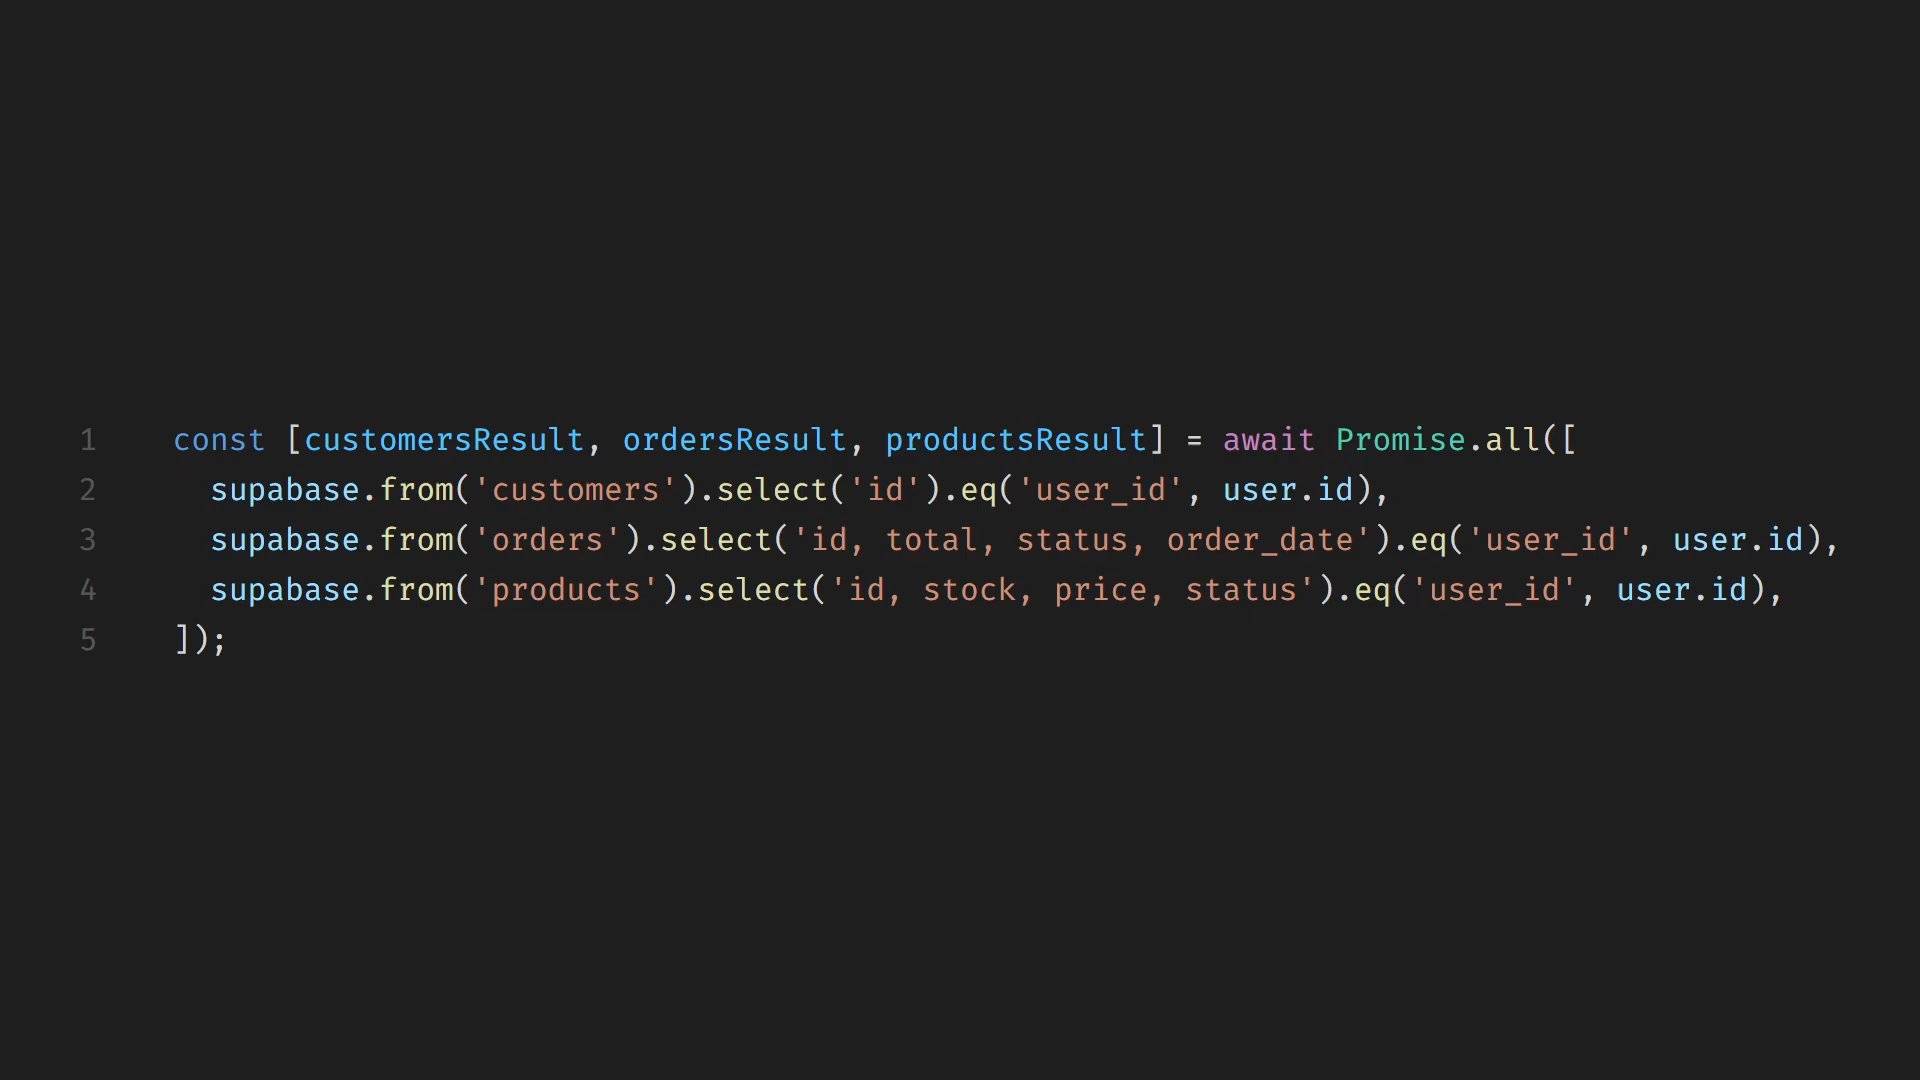 1 const [customersResult, ordersResult, productsResult] = await Promise.all([
2 supabase.from('customers').select('id').eq('user_id', user.id),
3 supabase.from('orders').select('id, total, status, order_date').eq('user_id', user.id),
4 supabase.from('products').select('id, stock, price, status').eq('user_id', user.id),
5 ]);